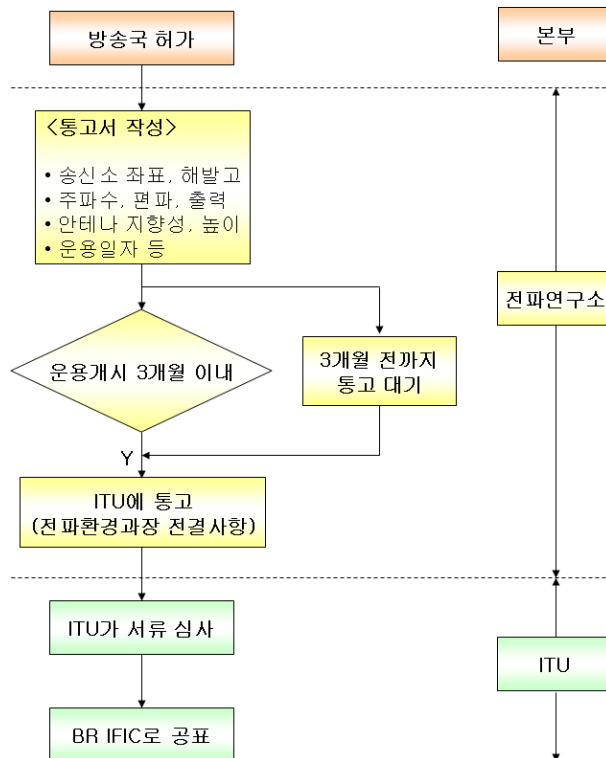 방송국 허가
본부
<통고서 작성>
• 송신소 좌표, 해발고
• 주파수, 편파, 출력
• 안테나 지향성, 높이
• 운용일자 등
전파연구소
운용개시 3개월 이내
3개월 전까지
통고 대기
Y
ITU에 통고
(전파환경과장 전결사항)
ITU가 서류 심사
ITU
BR IFIC로 공표